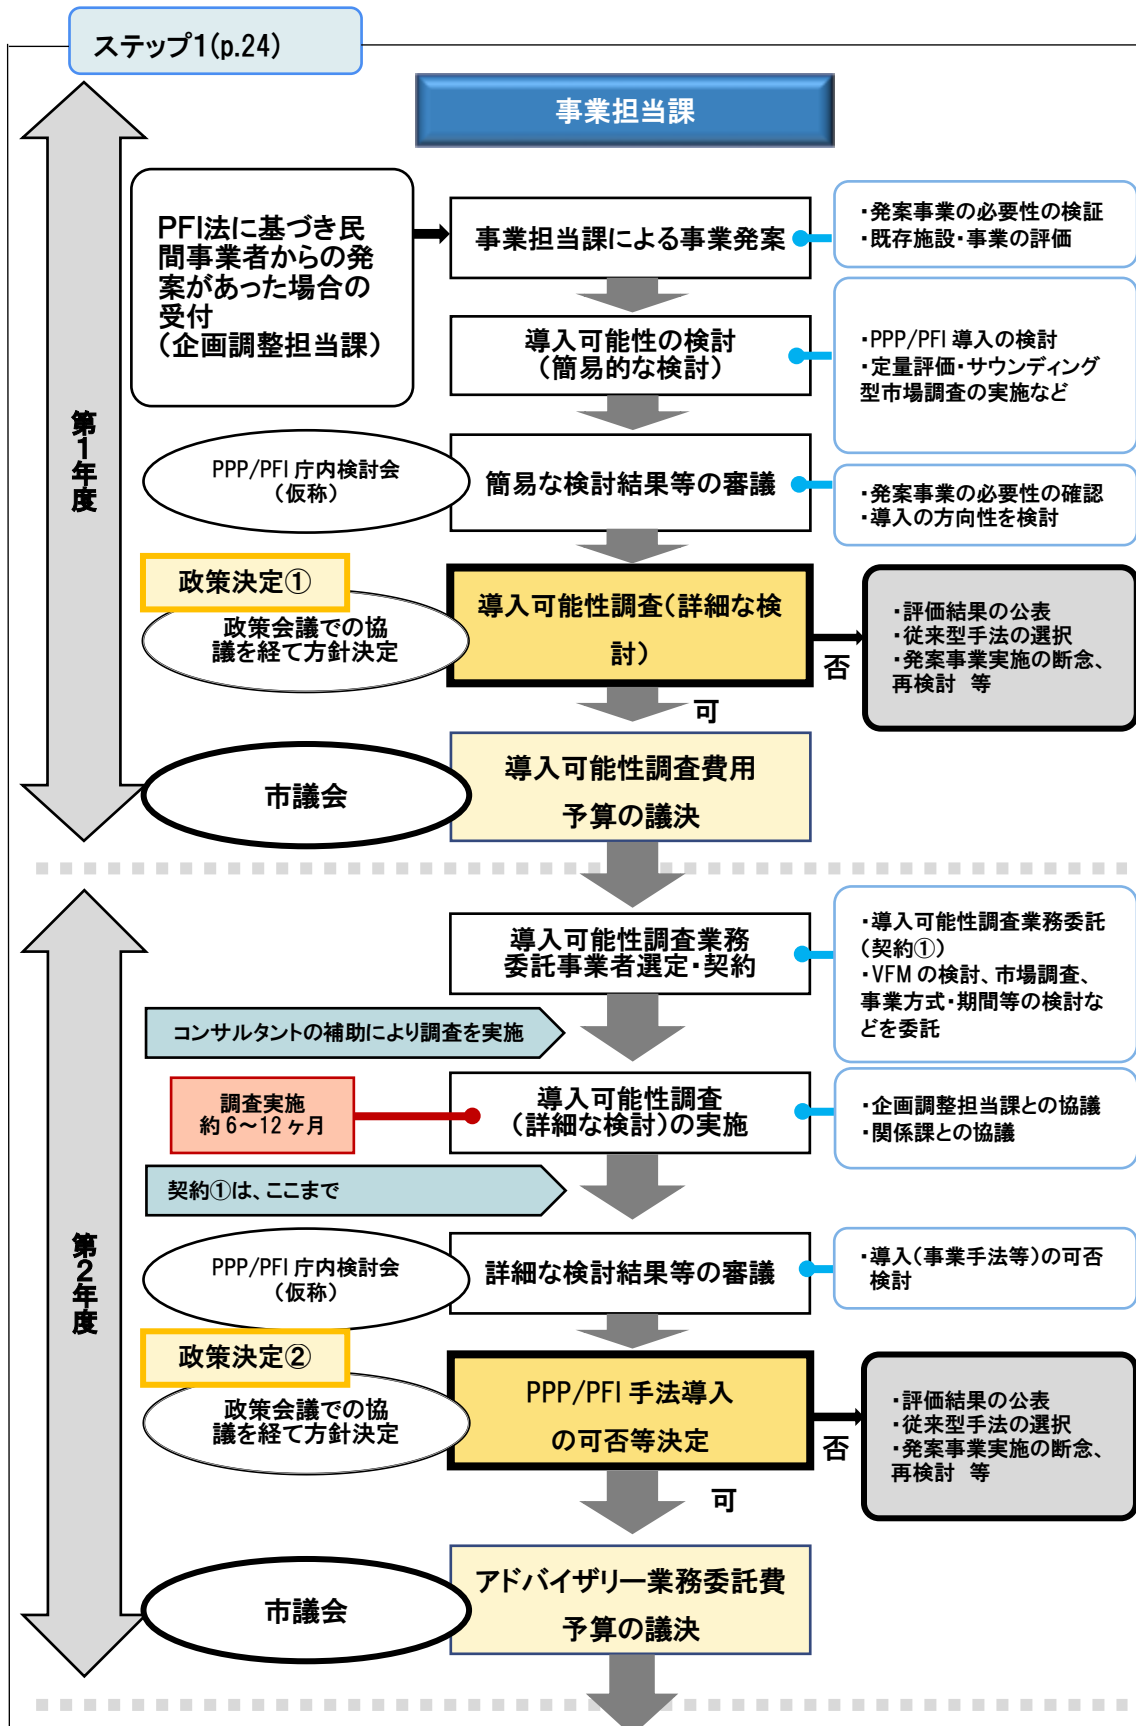 ステップ1(p.24)
事業担当課
第1年度
PFI法に基づき民
間事業者からの発
案があった場合の
受付
(企画調整担当課)
事業担当課による事業発案
・発案事業の必要性の検証
・既存施設・事業の評価
導入可能性の検討
(簡易的な検討)
・PPP/PFI 導入の検討
・定量評価・サウンディング
型市場調査の実施など
PPP/PFI 庁内検討会
(仮称)
簡易な検討結果等の審議
・発案事業の必要性の確認
・導入の方向性を検討
政策決定①
政策会議での協
議を経て方針決定
導入可能性調査(詳細な検
討)
否
・評価結果の公表
・従来型手法の選択
・発案事業実施の断念、
再検討 等
可
市議会
導入可能性調査費用
予算の議決
第2年度
導入可能性調査業務
委託事業者選定・契約
・導入可能性調査業務委託
(契約①)
・VFM の検討、市場調査、
事業方式・期間等の検討な
どを委託
コンサルタントの補助により調査を実施
調査実施
約 6~12 ヶ月
導入可能性調査
(詳細な検討)の実施
・企画調整担当課との協議
・関係課との協議
契約①は、ここまで
PPP/PFI 庁内検討会
(仮称)
詳細な検討結果等の審議
・導入(事業手法等)の可否
検討
政策決定②
政策会議での協
議を経て方針決定
PPP/PFI 手法導入
の可否等決定
否
・評価結果の公表
・従来型手法の選択
・発案事業実施の断念、
再検討 等
可
市議会
アドバイザリー業務委託費
予算の議決